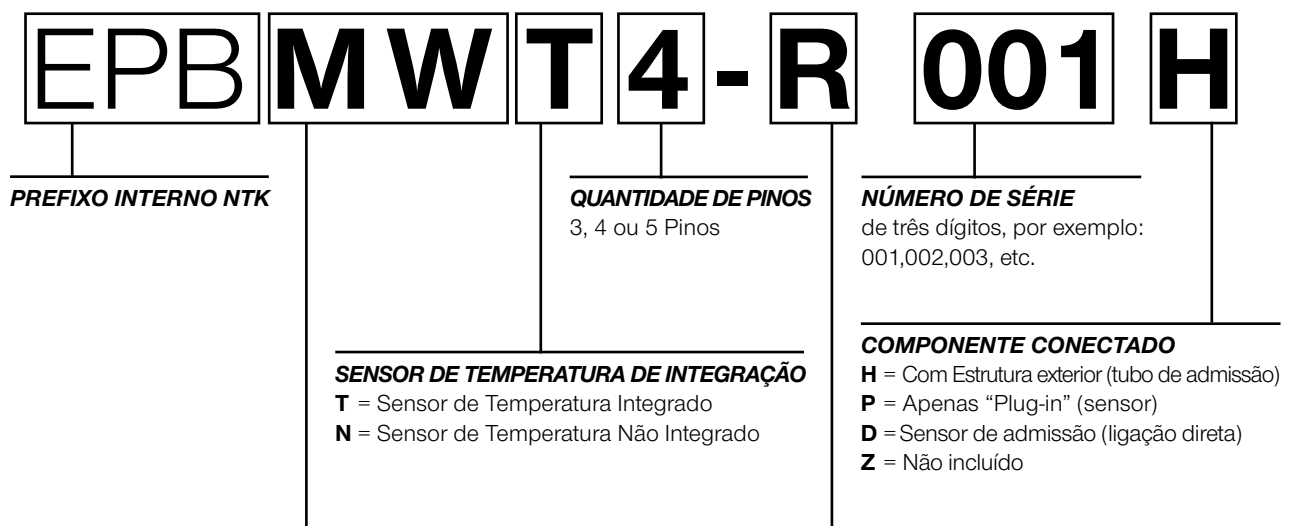 EPB MW T 4 - R 001 H
PREFIXO INTERNO NTK
QUANTIDADE DE PINOS
3, 4 ou 5 Pinos
NÚMERO DE SÉRIE
de três dígitos, por exemplo:
001,002,003, etc.
SENSOR DE TEMPERATURA DE INTEGRAÇÃO
T = Sensor de Temperatura Integrado
N = Sensor de Temperatura Não Integrado
COMPONENTE CONECTADO
H = Com Estrutura exterior (tubo de admissão)
P = Apenas “Plug-in” (sensor)
D = Sensor de admissão (ligação direta)
Z = Não incluído